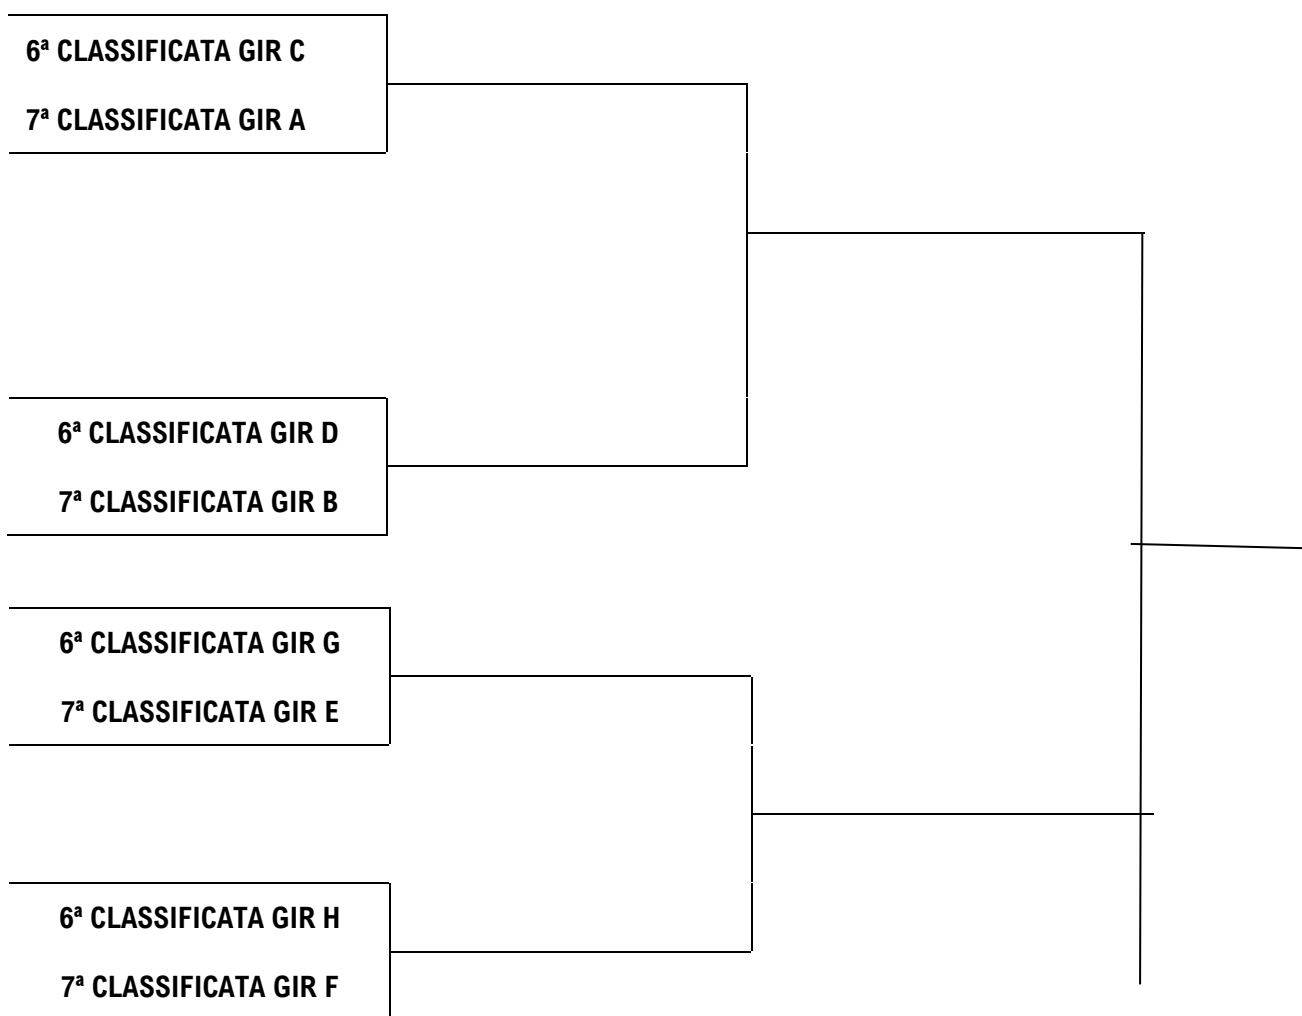 6ª CLASSIFICATA GIR C
7ª CLASSIFICATA GIR A
6ª CLASSIFICATA GIR D
7ª CLASSIFICATA GIR B
6ª CLASSIFICATA GIR G
7ª CLASSIFICATA GIR E
6ª CLASSIFICATA GIR H
7ª CLASSIFICATA GIR F